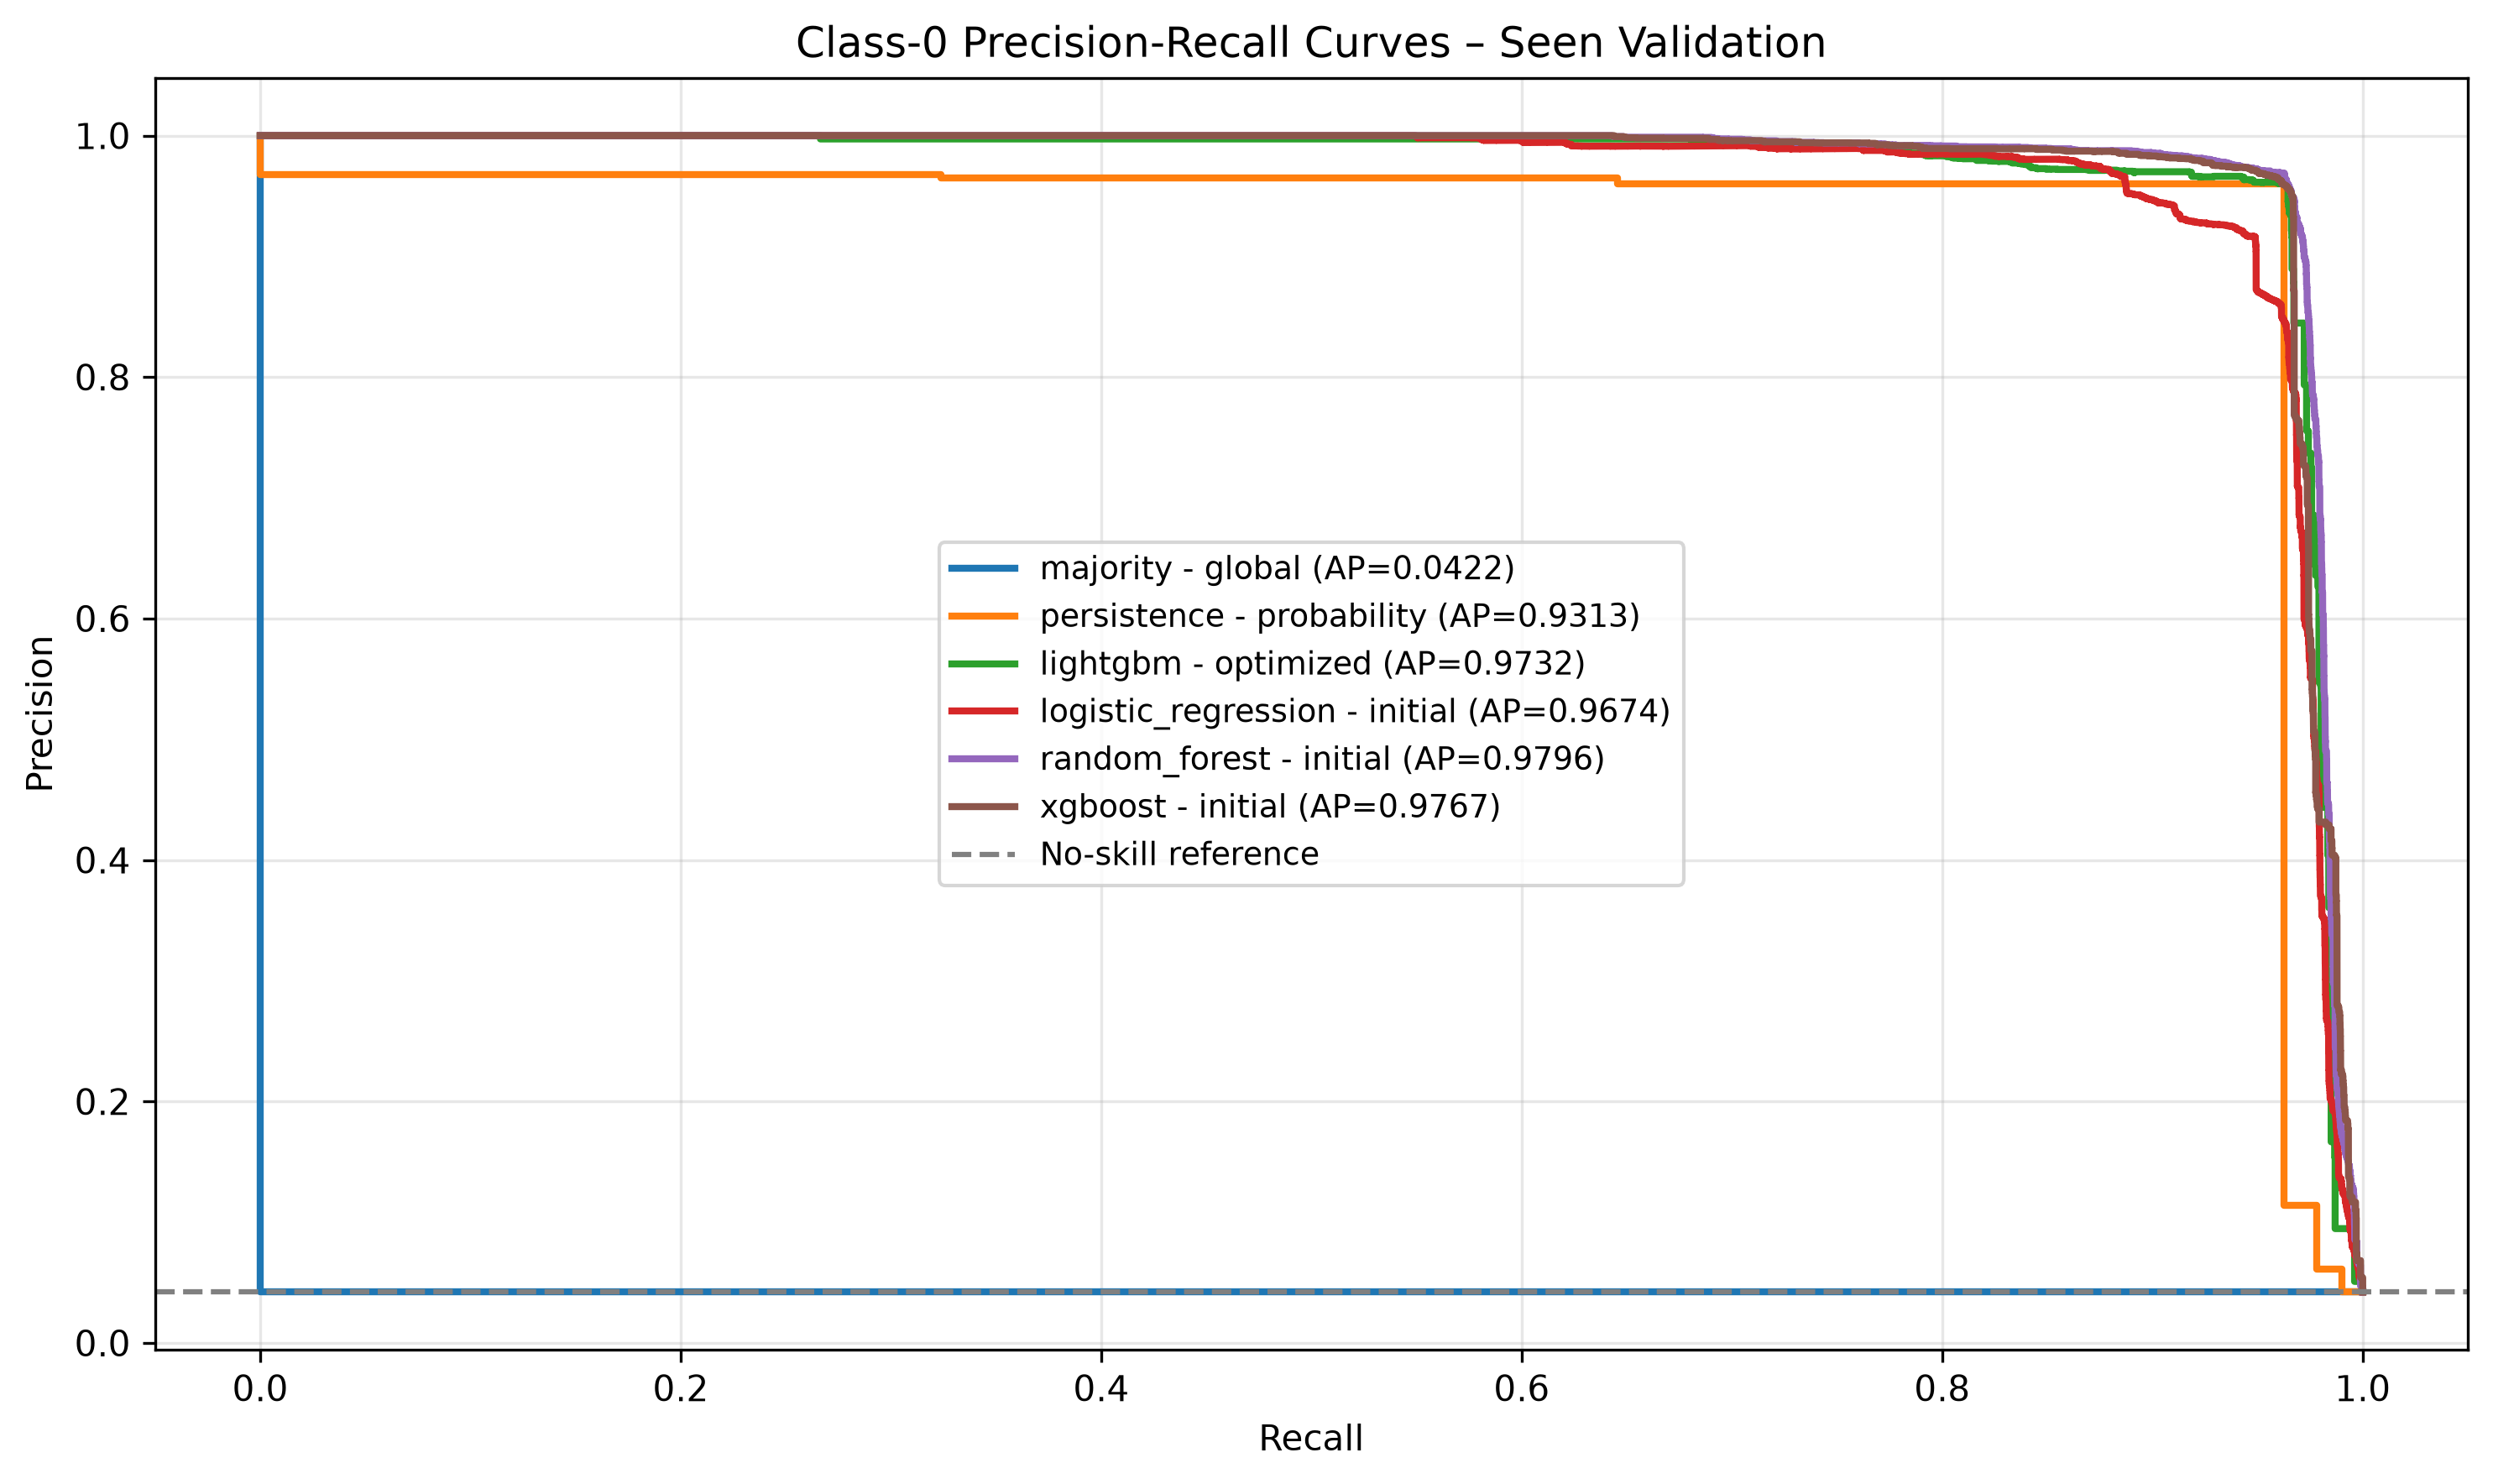 Class-0 Precision-Recall Curves – Seen Validation
Precision
1.0
0.8
0.6
0.4
0.2
0.0
majority - global (AP=0.0422)
persistence - probability (AP=0.9313)
lightgbm - optimized (AP=0.9732)
logistic_regression - initial (AP=0.9674)
random_forest - initial (AP=0.9796)
xgboost - initial (AP=0.9767)
No-skill reference
0.0 0.2 0.4 0.6 0.8 1.0
Recall